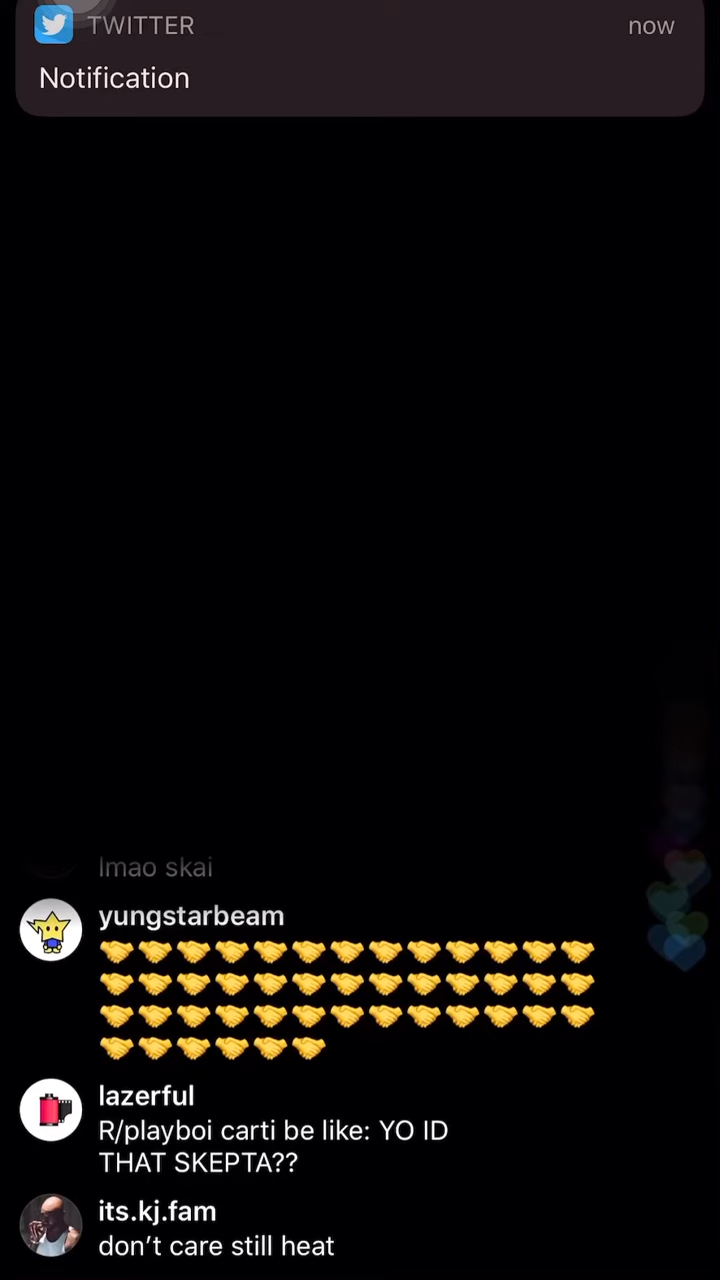 TWITTER now
Notification
lmao skai
yungstarbeam
🤝🤝🤝🤝🤝🤝🤝🤝🤝🤝🤝🤝🤝
🤝🤝🤝🤝🤝🤝🤝🤝🤝🤝🤝🤝🤝
🤝🤝🤝🤝🤝🤝🤝🤝🤝🤝🤝🤝🤝
🤝🤝🤝🤝🤝🤝
lazerful
R/playboi carti be like: YO ID
THAT SKEPTA??
its.kj.fam
don’t care still heat